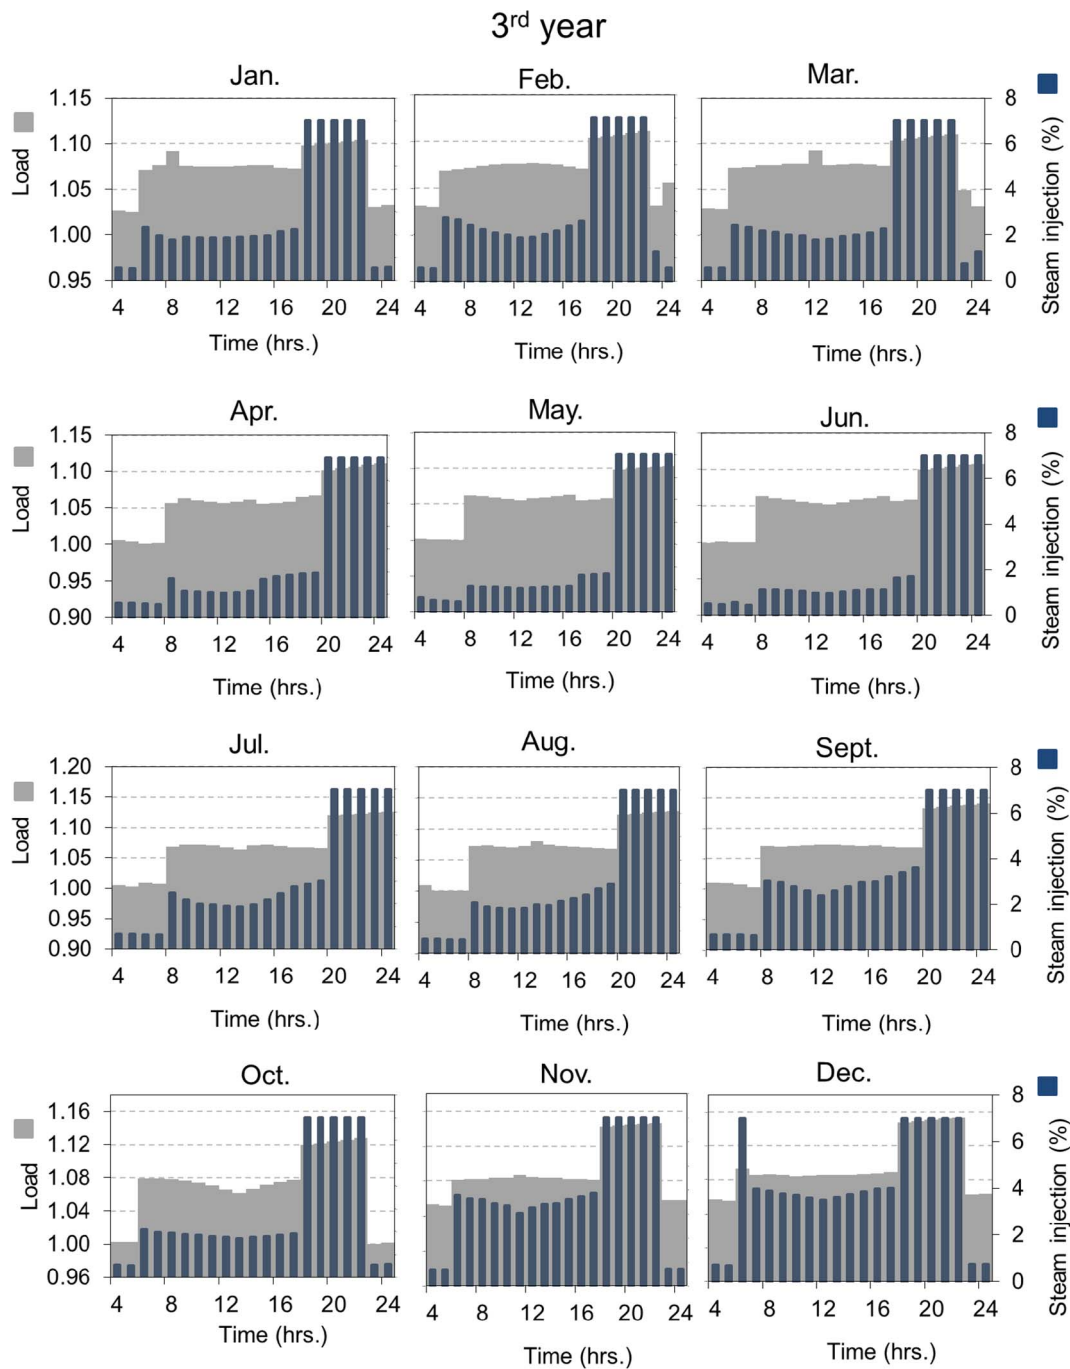 3rd year
Jan. Feb. Mar.
Load
1.15
1.10
1.05
1.00
0.95
8
6
4
2
0
Steam injection (%)
4 8 12 16 20 24
4 8 12 16 20 24
4 8 12 16 20 24
Time (hrs.) Time (hrs.) Time (hrs.)
Apr. May. Jun.
Load
1.15
1.10
1.05
1.00
0.95
0.90
8
6
4
2
0
Steam injection (%)
4 8 12 16 20 24
4 8 12 16 20 24
4 8 12 16 20 24
Time (hrs.) Time (hrs.) Time (hrs.)
Jul. Aug. Sept.
Load
1.20
1.15
1.10
1.05
1.00
0.95
0.90
8
6
4
2
0
Steam injection (%)
4 8 12 16 20 24
4 8 12 16 20 24
4 8 12 16 20 24
Time (hrs.) Time (hrs.) Time (hrs.)
Oct. Nov. Dec.
Load
1.16
1.12
1.08
1.04
1.00
0.96
8
6
4
2
0
Steam injection (%)
4 8 12 16 20 24
4 8 12 16 20 24
4 8 12 16 20 24
Time (hrs.) Time (hrs.) Time (hrs.)